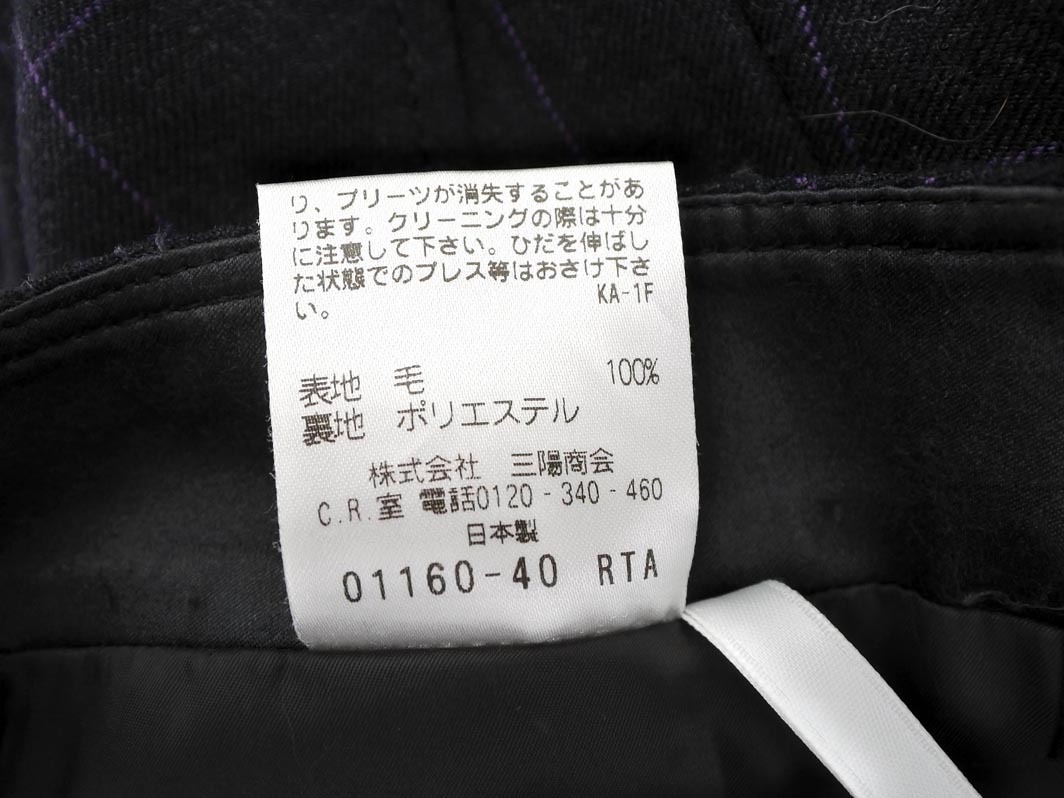 り、プリーツが消失することがあ
ります。クリーニングの際は十分
に注意して下さい。ひだを伸ばし
た状態でのプレス等はおさけ下さ
い。 KA-1F
表地 毛 100%
裏地 ポリエステル
株式会社 三陽商会
C.R.室 電話0120-340-460
日本製
01160-40 RTA